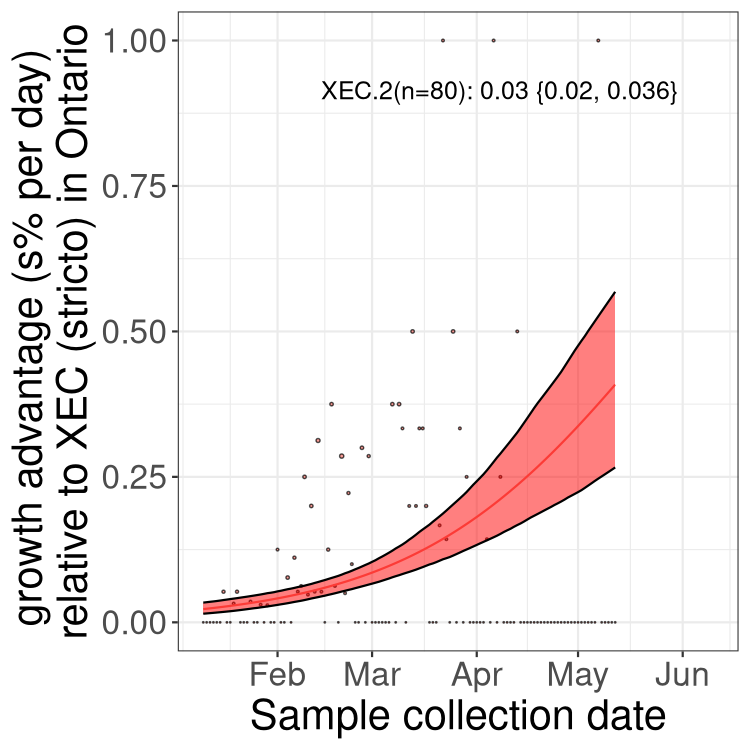 growth advantage (s% per day)
relative to XEC (stricto) in Ontario
1.00
0.75
0.50
0.25
0.00
XEC.2(n=80): 0.03 {0.02, 0.036}
Feb Mar Apr May Jun
Sample collection date